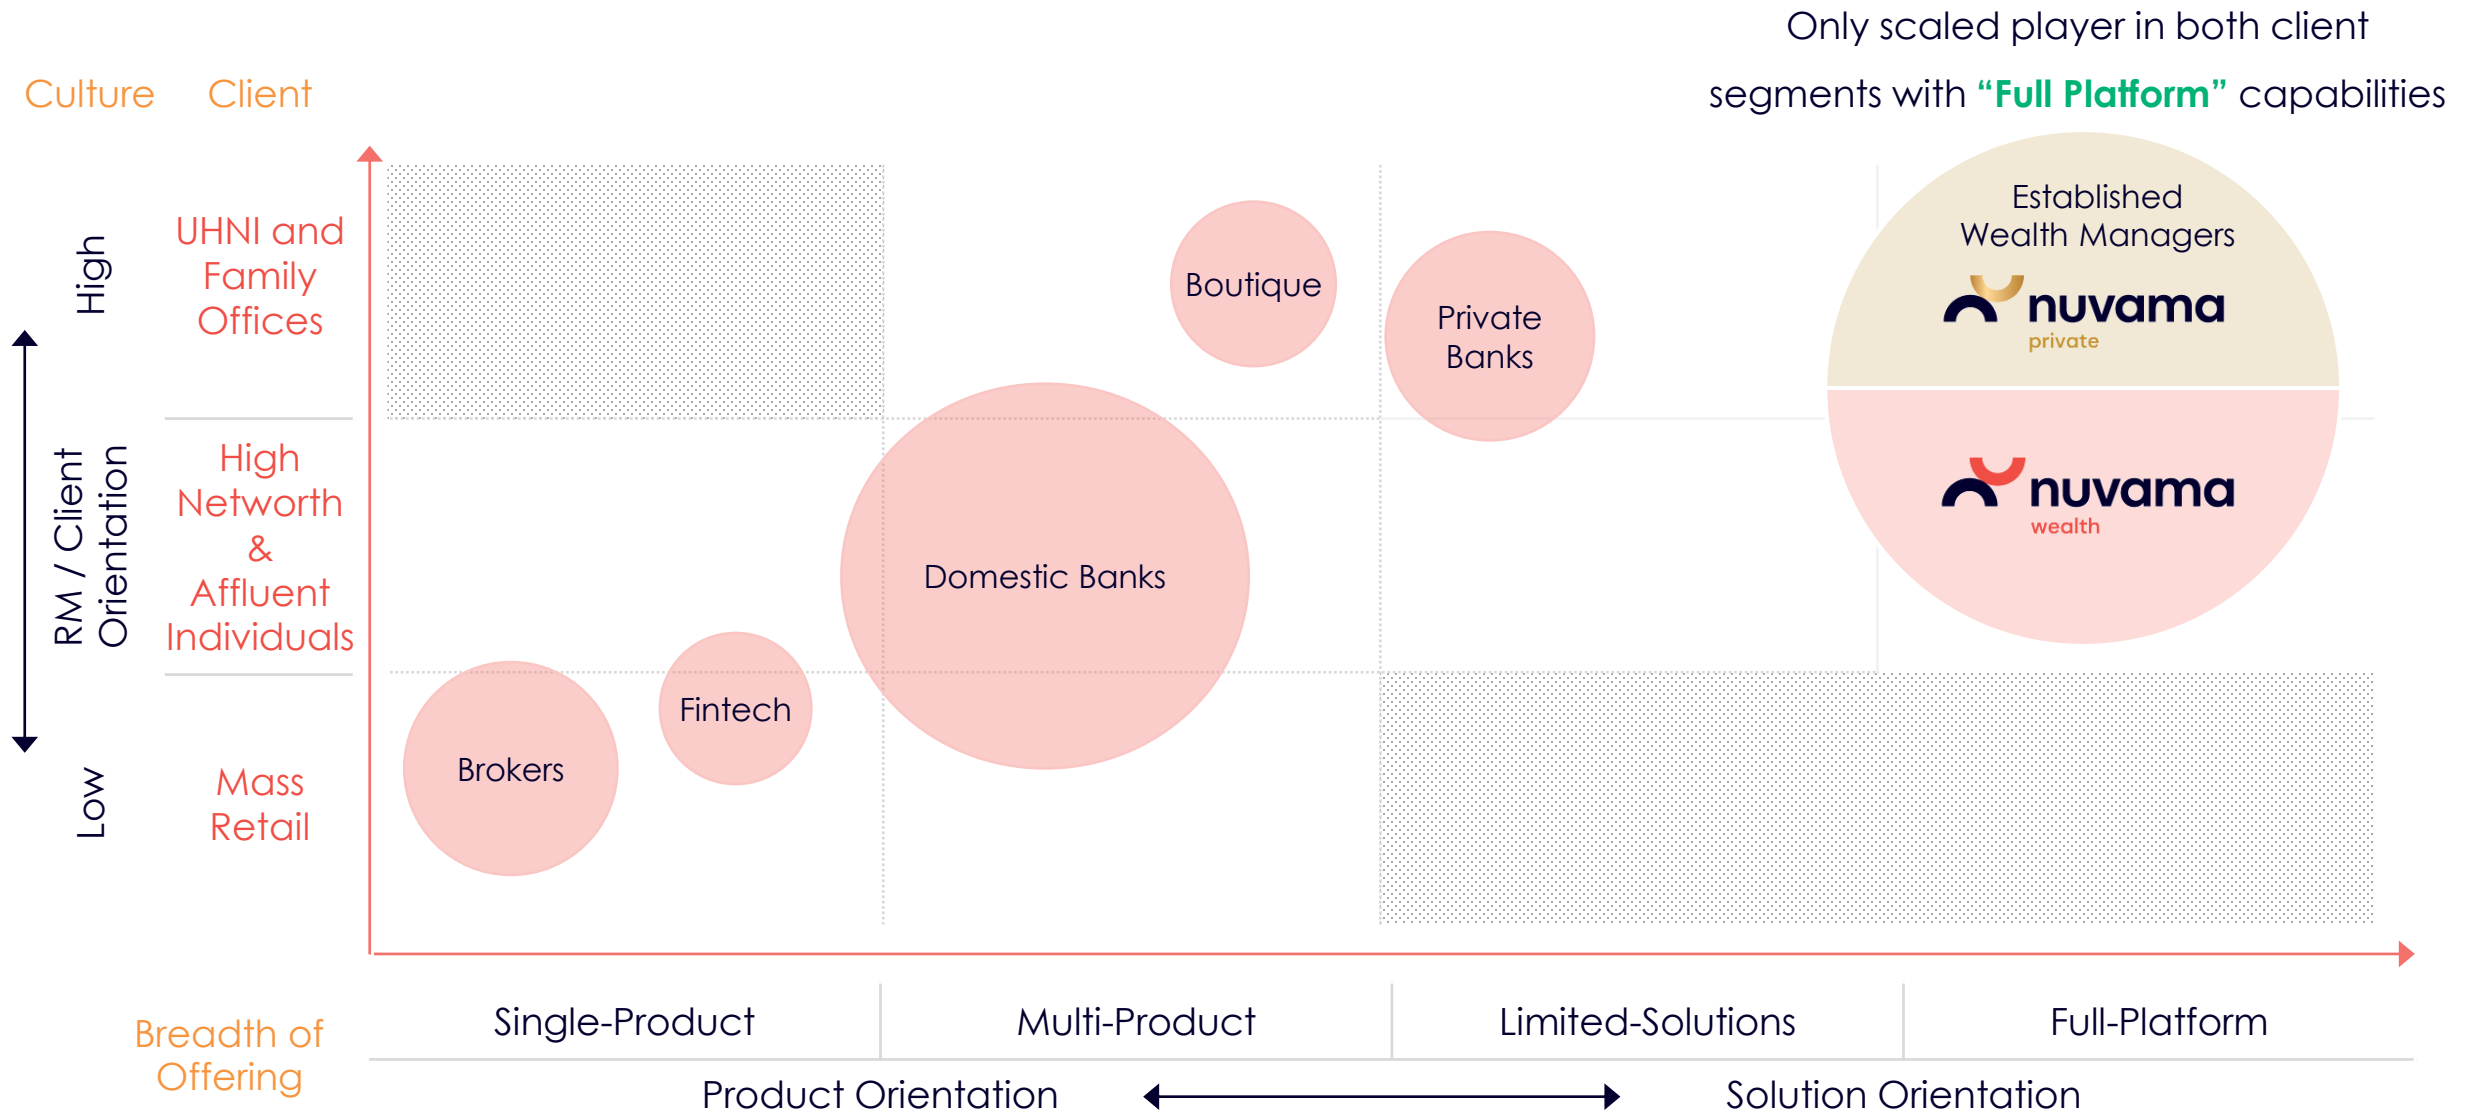 Only scaled player in both client
segments with “Full Platform” capabilities
Culture
Client
High
RM / Client
Orientation
Low
UHNI and
Family
Offices
High
Networth
&
Affluent
Individuals
Mass
Retail
Boutique
Private
Banks
Established
Wealth Managers
nuvama
private
nuvama
wealth
Domestic Banks
Fintech
Brokers
Breadth of
Offering
Single-Product
Multi-Product
Limited-Solutions
Full-Platform
Product Orientation
Solution Orientation